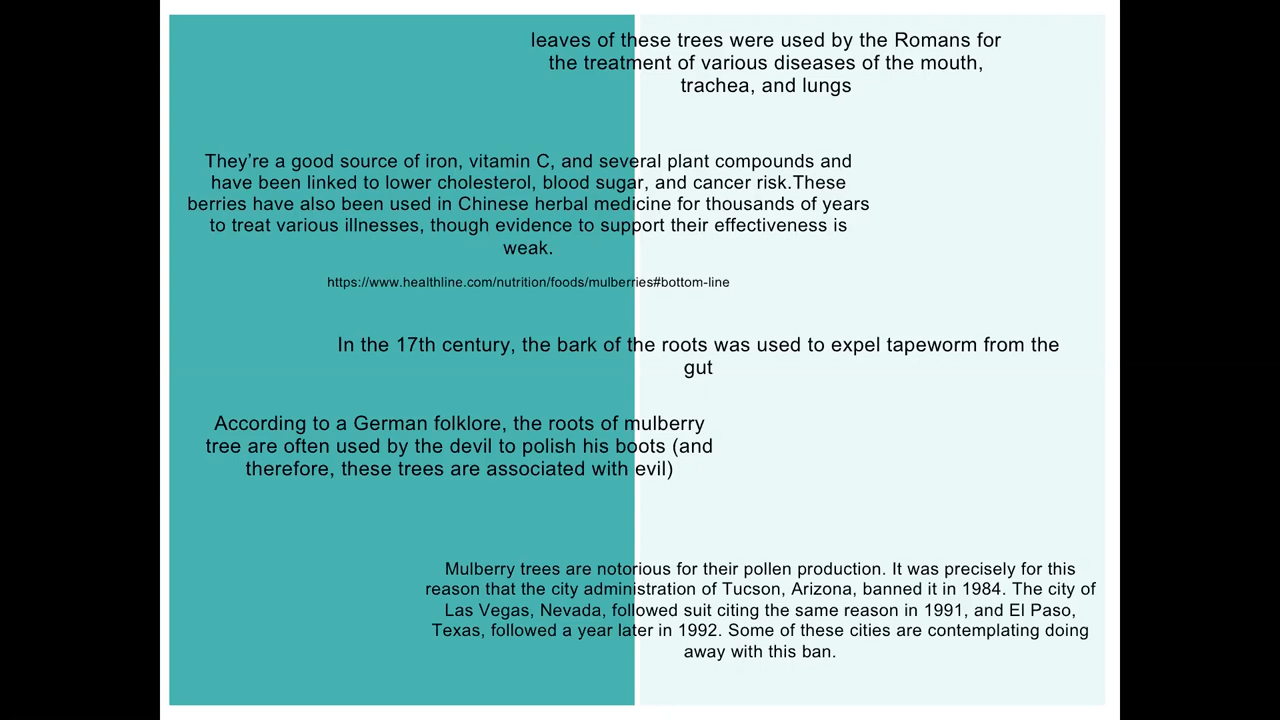 leaves of these trees were used by the Romans for
the treatment of various diseases of the mouth,
trachea, and lungs
They’re a good source of iron, vitamin C, and several plant compounds and
have been linked to lower cholesterol, blood sugar, and cancer risk.These
berries have also been used in Chinese herbal medicine for thousands of years
to treat various illnesses, though evidence to support their effectiveness is
weak.
https://www.healthline.com/nutrition/foods/mulberries#bottom-line
In the 17th century, the bark of the roots was used to expel tapeworm from the
gut
According to a German folklore, the roots of mulberry
tree are often used by the devil to polish his boots (and
therefore, these trees are associated with evil)
Mulberry trees are notorious for their pollen production. It was precisely for this
reason that the city administration of Tucson, Arizona, banned it in 1984. The city of
Las Vegas, Nevada, followed suit citing the same reason in 1991, and El Paso,
Texas, followed a year later in 1992. Some of these cities are contemplating doing
away with this ban.